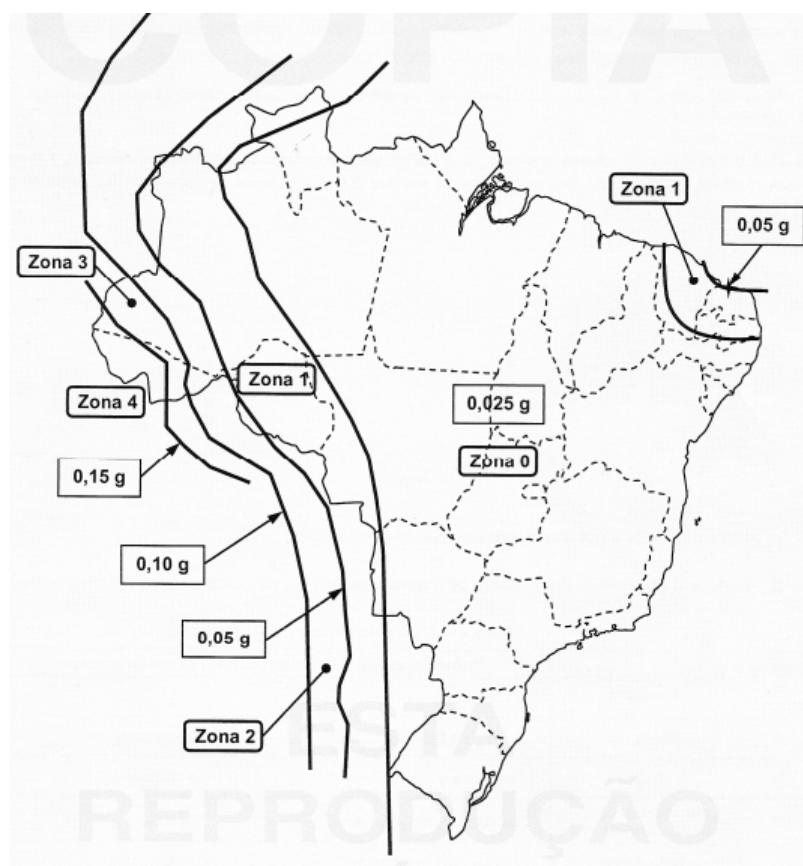 CÓPIA
Zona 1
0,05 g
Zona 3
Zona 1
Zona 4
0,025 g
Zona 0
0,15 g
0,10 g
0,05 g
Zona 2
ESTA
REPRODUÇÃO